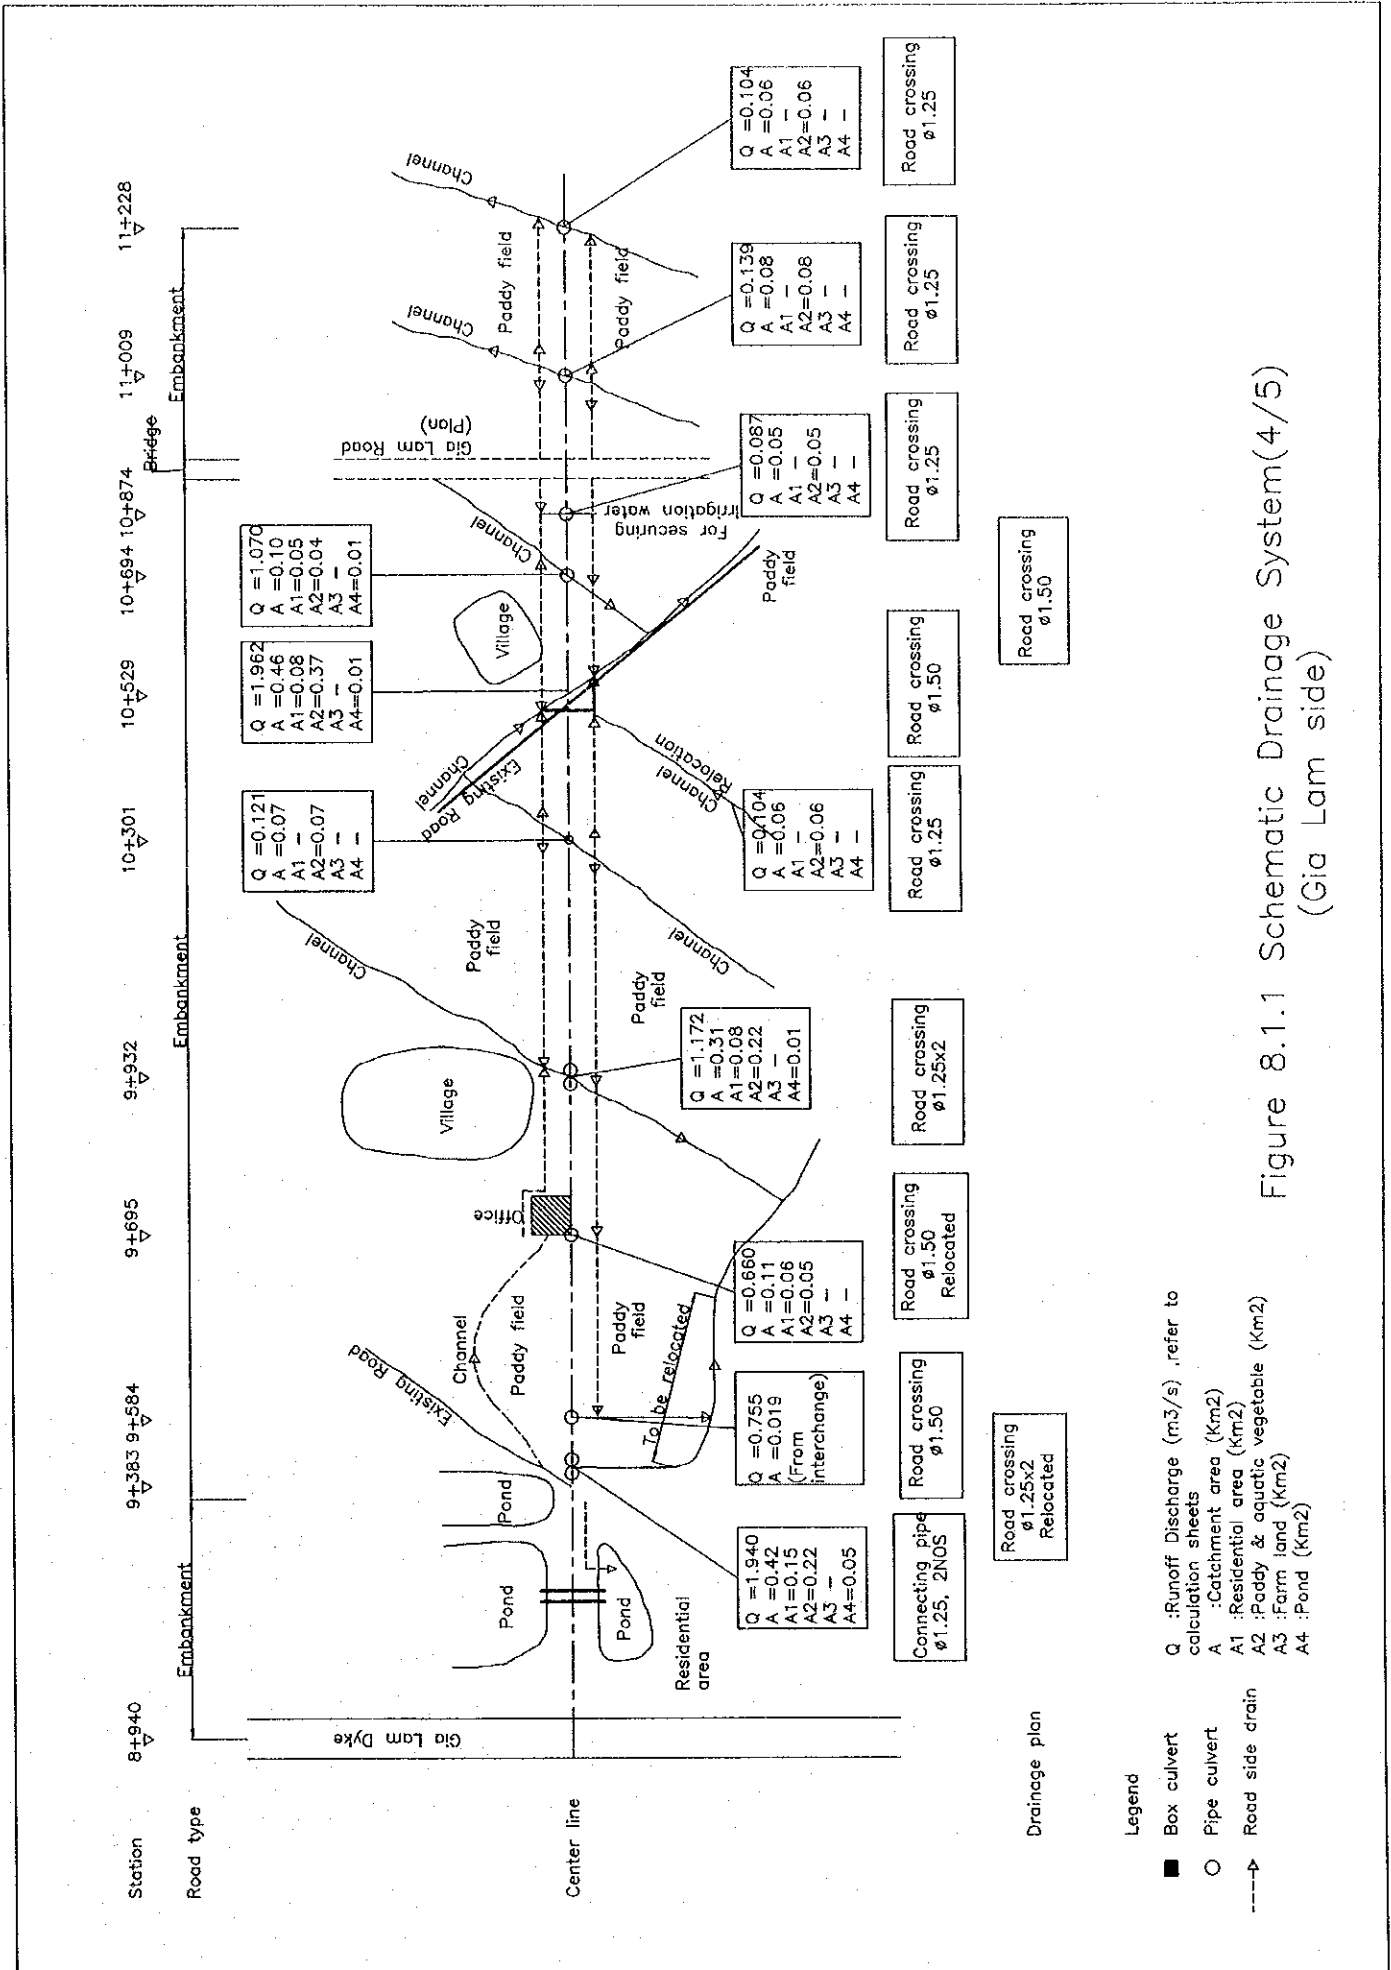 Station
8+940
9+383
9+584
9+695
9+932
10+301
10+529
10+694
10+874
11+009
11+228
Road type
Embankment
Embankment
Bridge
Embankment
Q =0.121
A =0.07
A1 —
A2=0.07
A3 —
A4 —
Q =1.962
A =0.46
A1=0.08
A2=0.37
A3 —
A4=0.01
Q =1.070
A =0.10
A1=0.05
A2=0.04
A3 —
A4=0.01
Gia Lam Dyke
Pond
Pond
Existing Road
Channel
Paddy field
Office
Village
Channel
Paddy
field
Channel
Existing
Road
Village
Channel
Gia Lam Road
(Plan)
Channel
Paddy field
Channel
Center line
Pond
Residential
area
To be relocated
Paddy
field
Paddy
field
Channel
Channel
Relocation
Paddy
field
For securing
irrigation water
Paddy field
Q =1.940
A =0.42
A1=0.15
A2=0.22
A3 —
A4=0.05
Q =0.755
A =0.019
(From
interchange)
Q =0.660
A =0.11
A1=0.06
A2=0.05
A3 —
A4 —
Q =1.172
A =0.31
A1=0.08
A2=0.22
A3 —
A4=0.01
Q =0.104
A =0.06
A1 —
A2=0.06
A3 —
A4 —
Q =0.087
A =0.05
A1 —
A2=0.05
A3 —
A4 —
Q =0.139
A =0.08
A1 —
A2=0.08
A3 —
A4 —
Q =0.104
A =0.06
A1 —
A2=0.06
A3 —
A4 —
Drainage plan
Connecting pipe
ø1.25, 2NOS
Road crossing
ø1.50
Road crossing
ø1.50
Relocated
Road crossing
ø1.25x2
Road crossing
ø1.25
Road crossing
ø1.50
Road crossing
ø1.25
Road crossing
ø1.25
Road crossing
ø1.25
Road crossing
ø1.25x2
Relocated
Road crossing
ø1.50
Legend
Box culvert
Pipe culvert
Road side drain
Q :Runoff Discharge (m3/s) ,refer to
calculation sheets
A :Catchment area (Km2)
A1 :Residential area (Km2)
A2 :Paddy & aquatic vegetable (Km2)
A3 :Farm land (Km2)
A4 :Pond (Km2)
Figure 8.1.1 Schematic Drainage System(4/5)
(Gia Lam side)